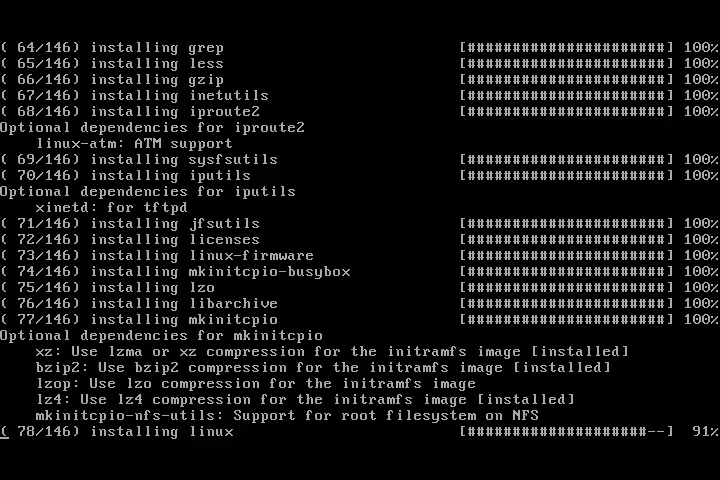 ( 64/146) installing grep [######################] 100%
( 65/146) installing less [######################] 100%
( 66/146) installing gzip [######################] 100%
( 67/146) installing inetutils [######################] 100%
( 68/146) installing iproute2 [######################] 100%
Optional dependencies for iproute2
    linux-atm: ATM support
( 69/146) installing sysfsutils [######################] 100%
( 70/146) installing iputils [######################] 100%
Optional dependencies for iputils
    xinetd: for tftpd
( 71/146) installing jfsutils [######################] 100%
( 72/146) installing licenses [######################] 100%
( 73/146) installing linux-firmware [######################] 100%
( 74/146) installing mkinitcpio-busybox [######################] 100%
( 75/146) installing lzo [######################] 100%
( 76/146) installing libarchive [######################] 100%
( 77/146) installing mkinitcpio [######################] 100%
Optional dependencies for mkinitcpio
    xz: Use lzma or xz compression for the initramfs image [installed]
    bzip2: Use bzip2 compression for the initramfs image [installed]
    lzop: Use lzo compression for the initramfs image
    lz4: Use lz4 compression for the initramfs image [installed]
    mkinitcpio-nfs-utils: Support for root filesystem on NFS
( 78/146) installing linux [####################--] 91%